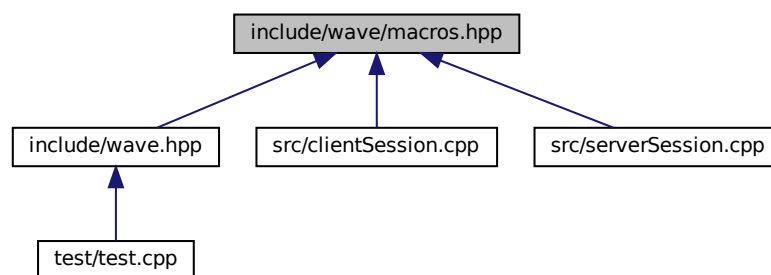 include/wave/macros.hpp
include/wave.hpp
src/clientSession.cpp
src/serverSession.cpp
test/test.cpp